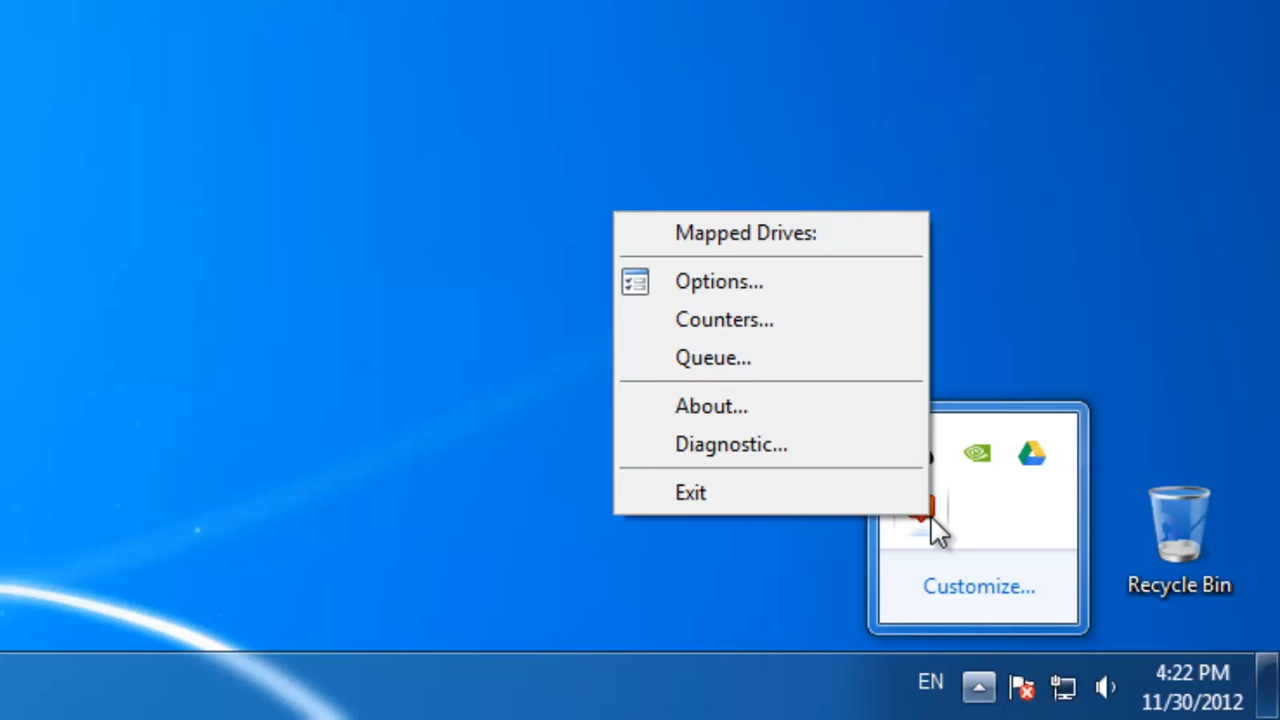 Mapped Drives:
Options...
Counters...
Queue...
About...
Diagnostic...
Exit
Customize...
Recycle Bin
EN
4:22 PM
11/30/2012